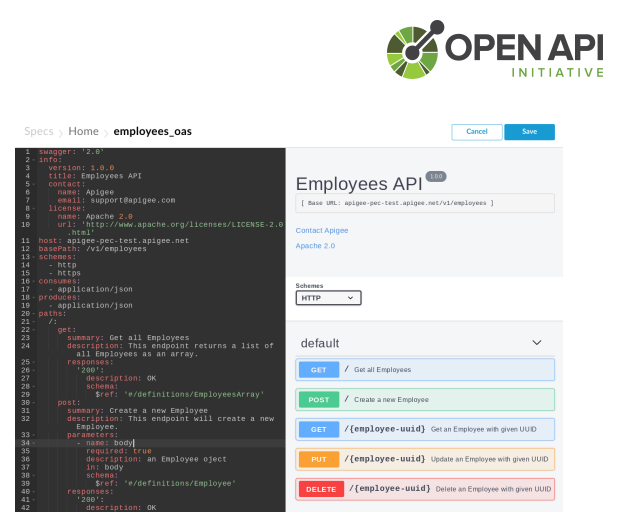 OPEN API
INITIATIVE
Specs > Home > employees_oas
Cancel
Save
1 swagger: '2.0'
2 - info:
3 version: 1.0.0
4 title: Employees API
5 - contact:
6 name: Apigee
7 email: support@apigee.com
8 - license:
9 name: Apache 2.0
10 url: 'http://www.apache.org/licenses/LICENSE-2.0
.html'
11 host: apigee-pec-test.apigee.net
12 basePath: /v1/employees
13 - schemes:
14 - http
15 - https
16 - consumes:
17 - application/json
18 - produces:
19 - application/json
20 - paths:
21 - /:
22 - get:
23 summary: Get all Employees
24 description: This endpoint returns a list of
all Employees as an array.
25 - responses:
26 - '200':
27 description: OK
28 - schema:
29 $ref: '#/definitions/EmployeesArray'
30 - post:
31 summary: Create a new Employee
32 description: This endpoint will create a new
Employee.
33 - parameters:
34 - - name: body
35 required: true
36 description: an Employee oject
37 in: body
38 - schema:
39 $ref: '#/definitions/Employee'
40 - responses:
41 - '200':
42 description: OK
Employees API 1.0.0
[ Base URL: apigee-pec-test.apigee.net/v1/employees ]
Contact Apigee
Apache 2.0
Schemes
HTTP
default
GET / Get all Employees
POST / Create a new Employee
GET /{employee-uuid} Get an Employee with given UUID
PUT /{employee-uuid} Update an Employee with given UUID
DELETE /{employee-uuid} Delete an Employee with given UUID